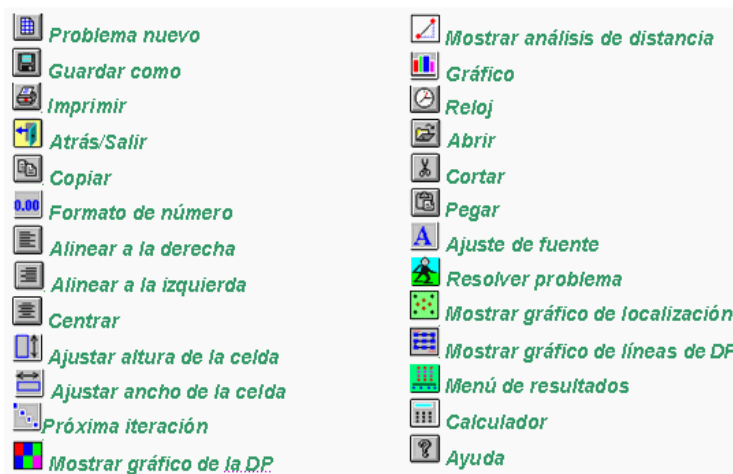 Problema nuevo
Guardar como
Imprimir
Atrás/Salir
Copiar
0.00 Formato de número
Alinear a la derecha
Alinear a la izquierda
Centrar
Ajustar altura de la celda
Ajustar ancho de la celda
Próxima iteración
Mostrar gráfico de la DP
Mostrar análisis de distancia
Gráfico
Reloj
Abrir
Cortar
Pegar
A Ajuste de fuente
Resolver problema
Mostrar gráfico de localización
Mostrar gráfico de líneas de DP
Menú de resultados
Calculador
? Ayuda